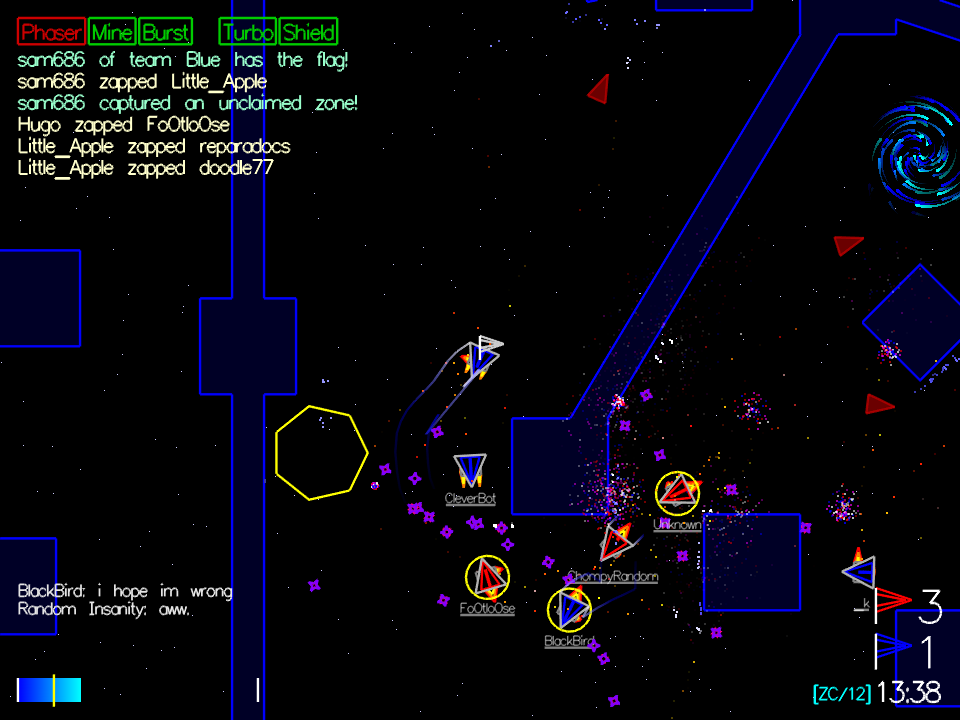 Phaser Mine Burst Turbo Shield
sam686 of team Blue has the flag!
sam686 zapped Little_Apple
sam686 captured an unclaimed zone!
Hugo zapped FoOtloOse
Little_Apple zapped reparadocs
Little_Apple zapped doodle77
CleverBot
Unknown
ChompyRandom
FoOtloOse
BlackBird
BlackBird: i hope im wrong
Random Insanity: aww.
3
1
[ZC/12] 13:38